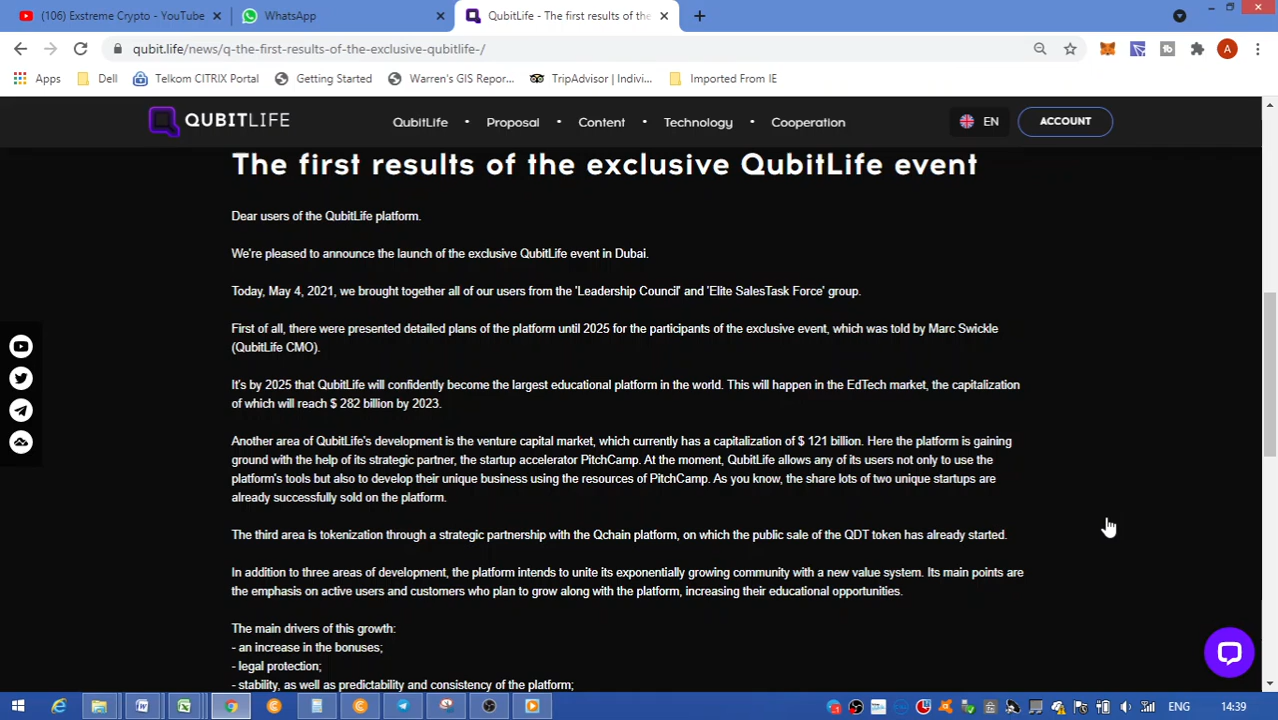 (106) Exstreme Crypto - YouTube
WhatsApp
QubitLife - The first results of the
qubit.life/news/q-the-first-results-of-the-exclusive-qubitlife-/
Apps
Dell
Telkom CITRIX Portal
Getting Started
Warren's GIS Repor...
TripAdvisor | Indivi...
Imported From IE
A
QUBITLIFE
QubitLife • Proposal • Content • Technology • Cooperation
EN
ACCOUNT
The first results of the exclusive QubitLife event
Dear users of the QubitLife platform.
We're pleased to announce the launch of the exclusive QubitLife event in Dubai.
Today, May 4, 2021, we brought together all of our users from the 'Leadership Council' and 'Elite SalesTask Force' group.
First of all, there were presented detailed plans of the platform until 2025 for the participants of the exclusive event, which was told by Marc Swickle
(QubitLife CMO).
It's by 2025 that QubitLife will confidently become the largest educational platform in the world. This will happen in the EdTech market, the capitalization
of which will reach $ 282 billion by 2023.
Another area of QubitLife's development is the venture capital market, which currently has a capitalization of $ 121 billion. Here the platform is gaining
ground with the help of its strategic partner, the startup accelerator PitchCamp. At the moment, QubitLife allows any of its users not only to use the
platform's tools but also to develop their unique business using the resources of PitchCamp. As you know, the share lots of two unique startups are
already successfully sold on the platform.
The third area is tokenization through a strategic partnership with the Qchain platform, on which the public sale of the QDT token has already started.
In addition to three areas of development, the platform intends to unite its exponentially growing community with a new value system. Its main points are
the emphasis on active users and customers who plan to grow along with the platform, increasing their educational opportunities.
The main drivers of this growth:
- an increase in the bonuses;
- legal protection;
- stability, as well as predictability and consistency of the platform;
ENG
14:39